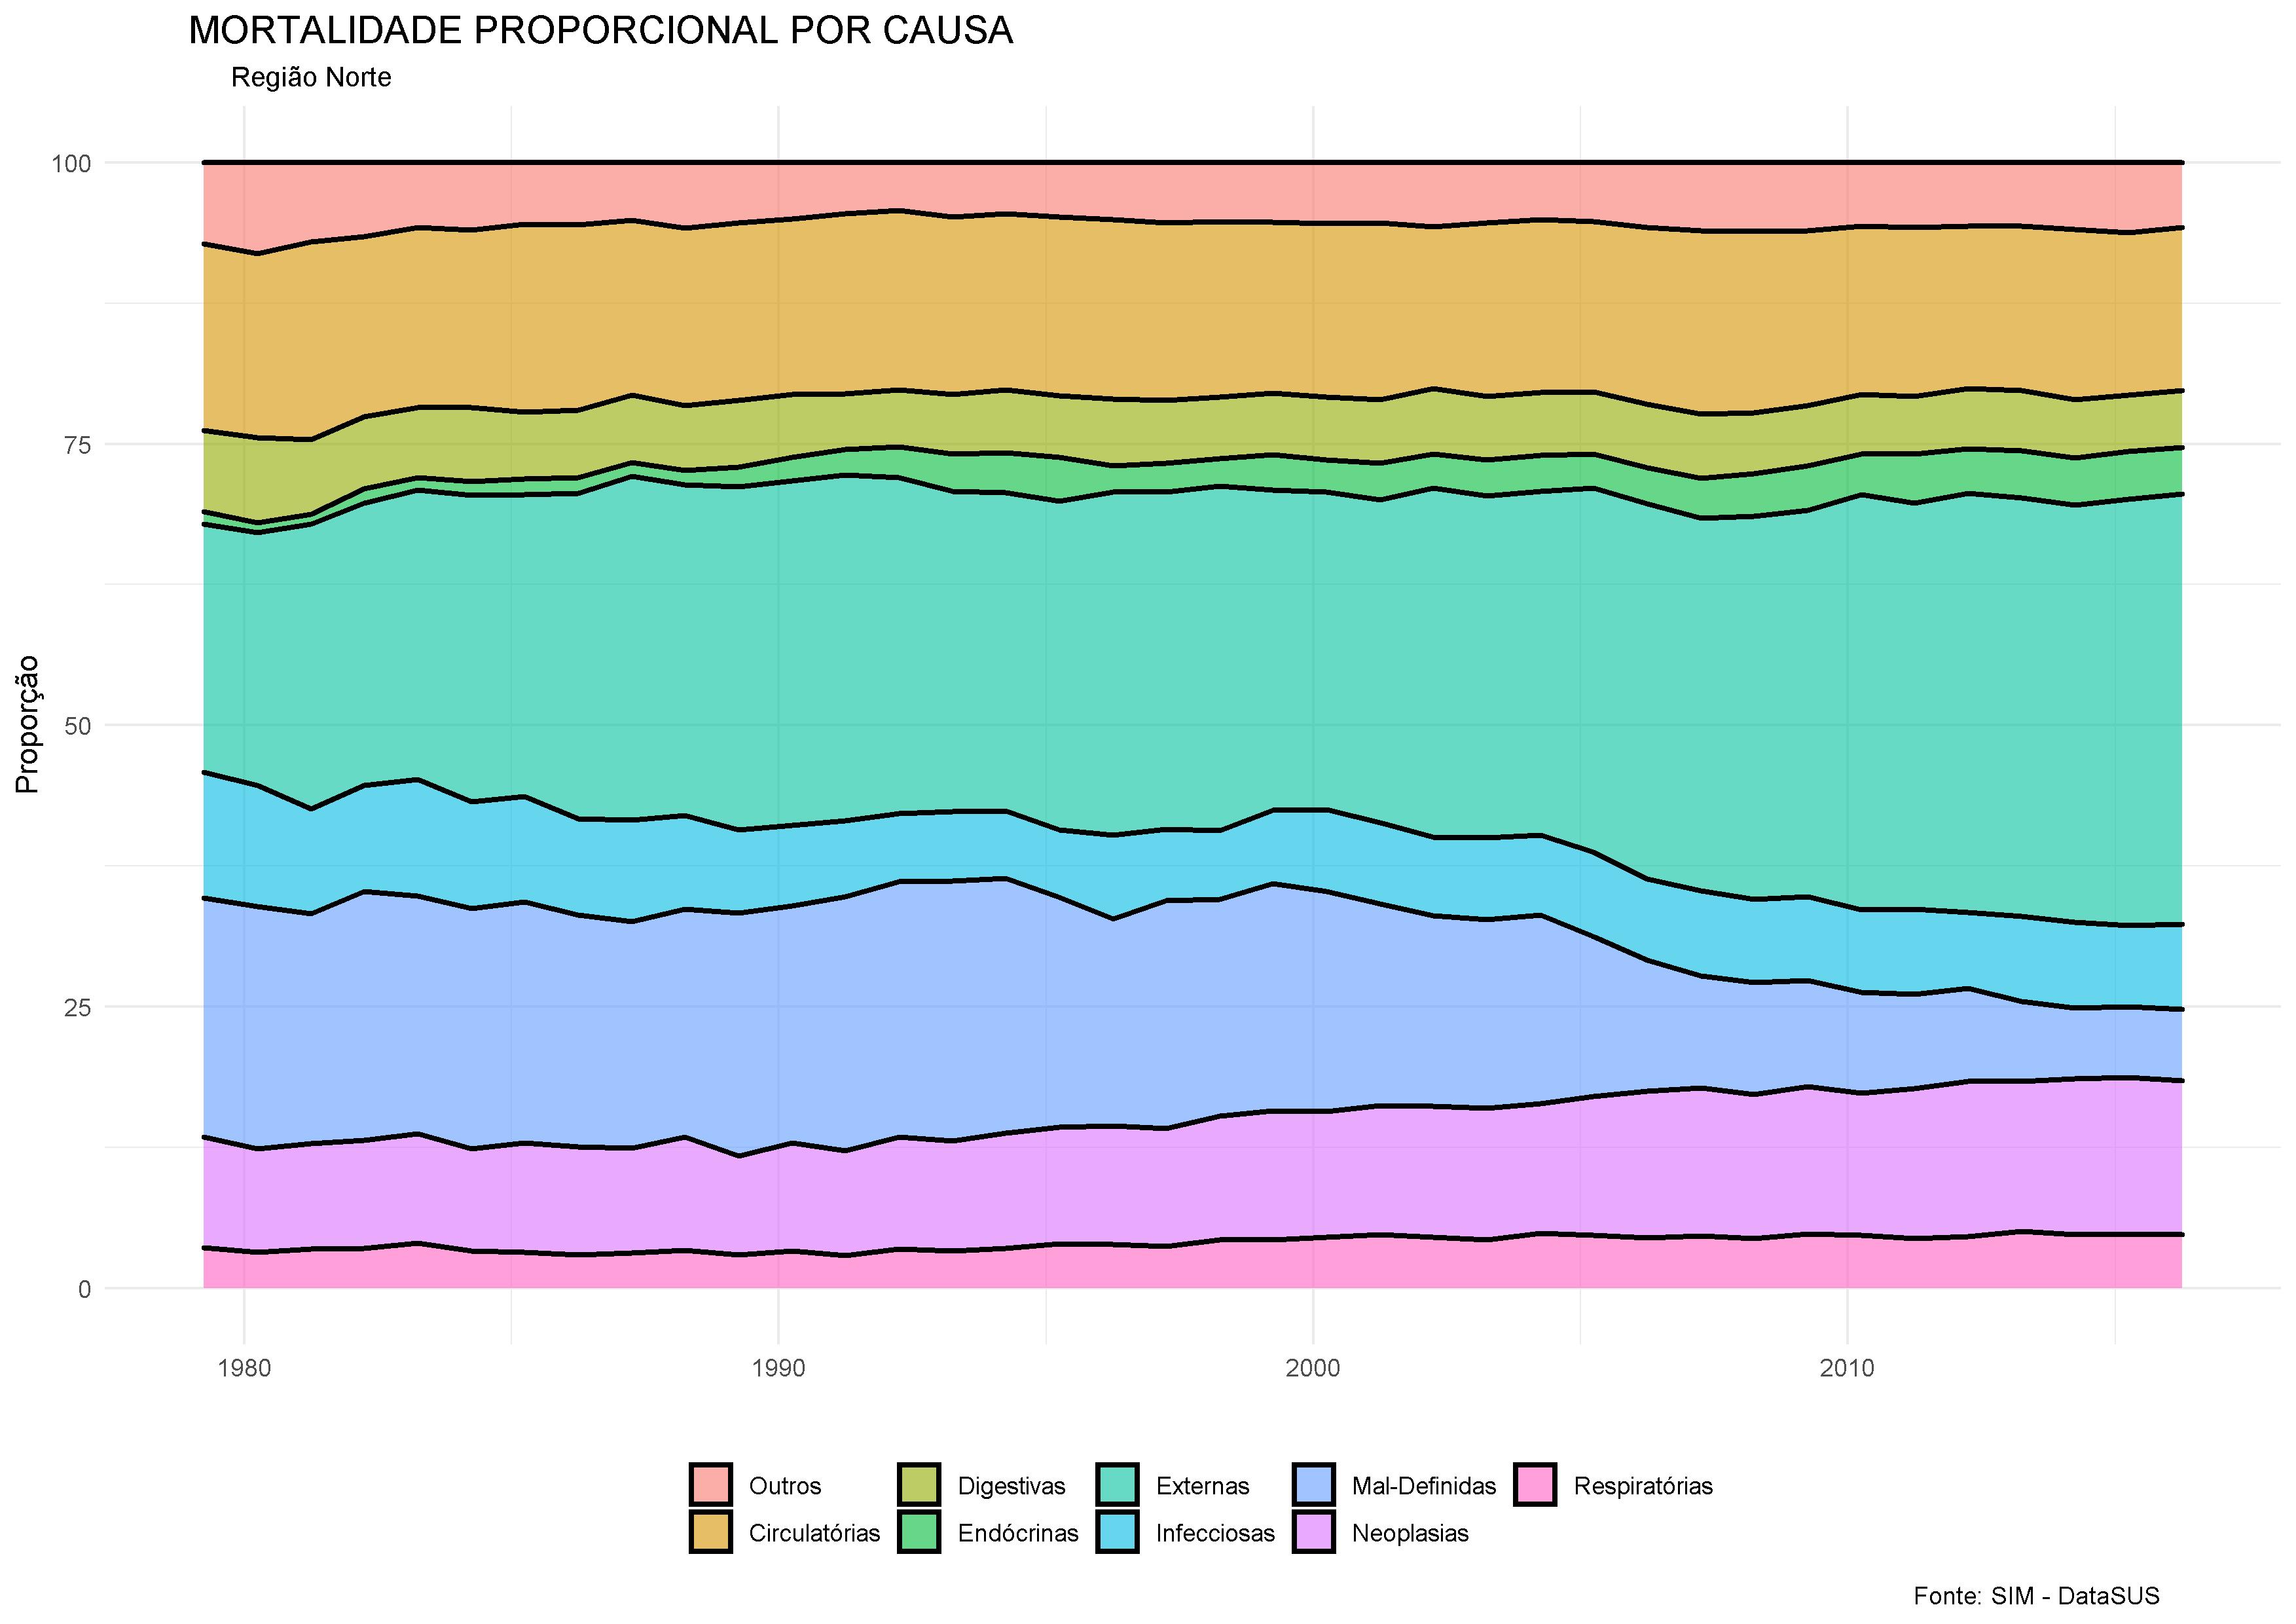 MORTALIDADE PROPORCIONAL POR CAUSA
Região Norte
Proporção
100
75
50
25
0
1980 1990 2000 2010
Outros Digestivas Externas Mal-Definidas Respiratórias
Circulatórias Endócrinas Infecciosas Neoplasias
Fonte: SIM - DataSUS